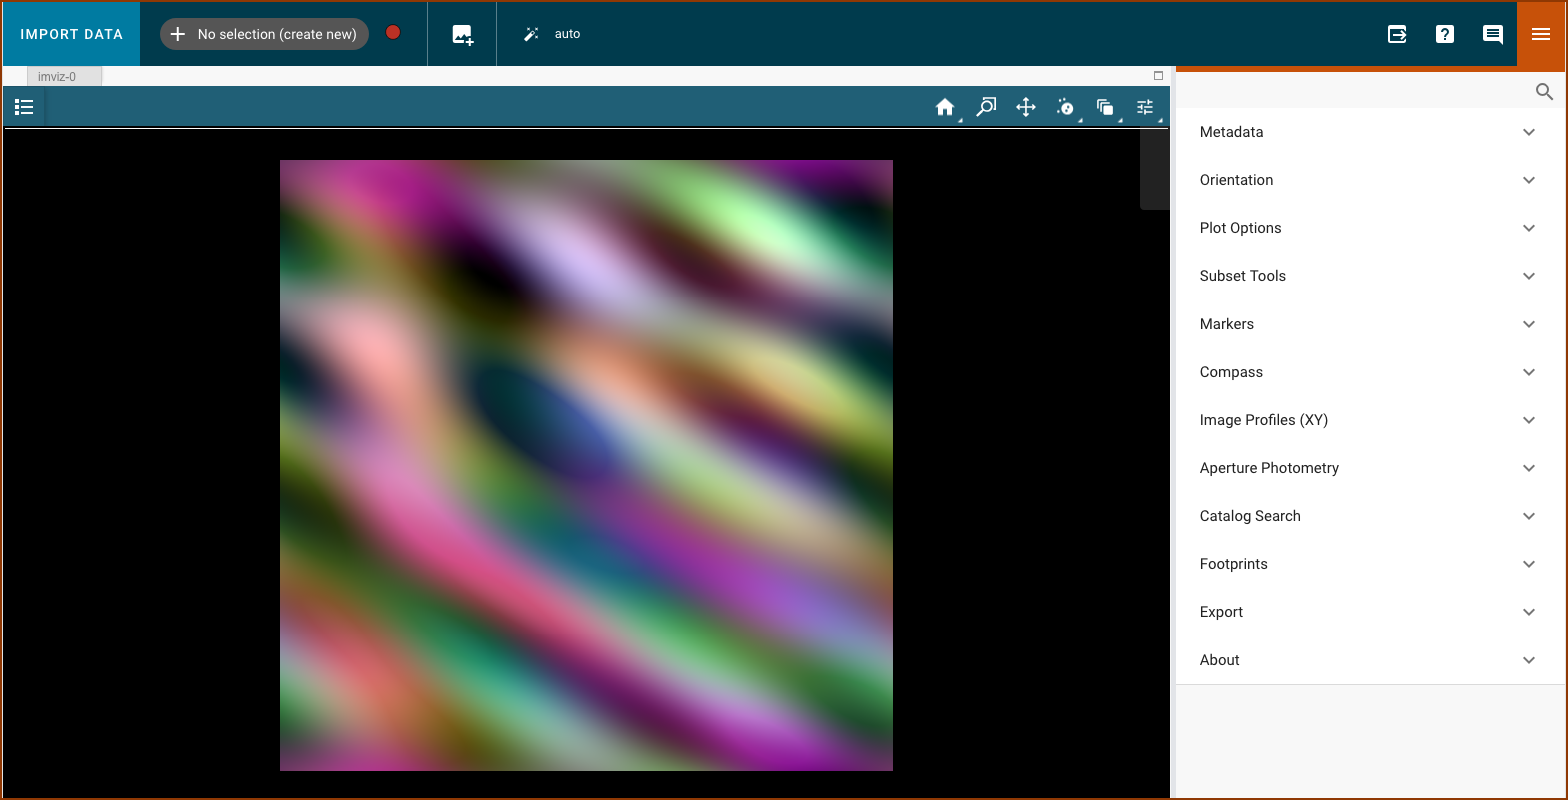 IMPORT DATA
No selection (create new)
auto
imviz-0
Metadata
Orientation
Plot Options
Subset Tools
Markers
Compass
Image Profiles (XY)
Aperture Photometry
Catalog Search
Footprints
Export
About